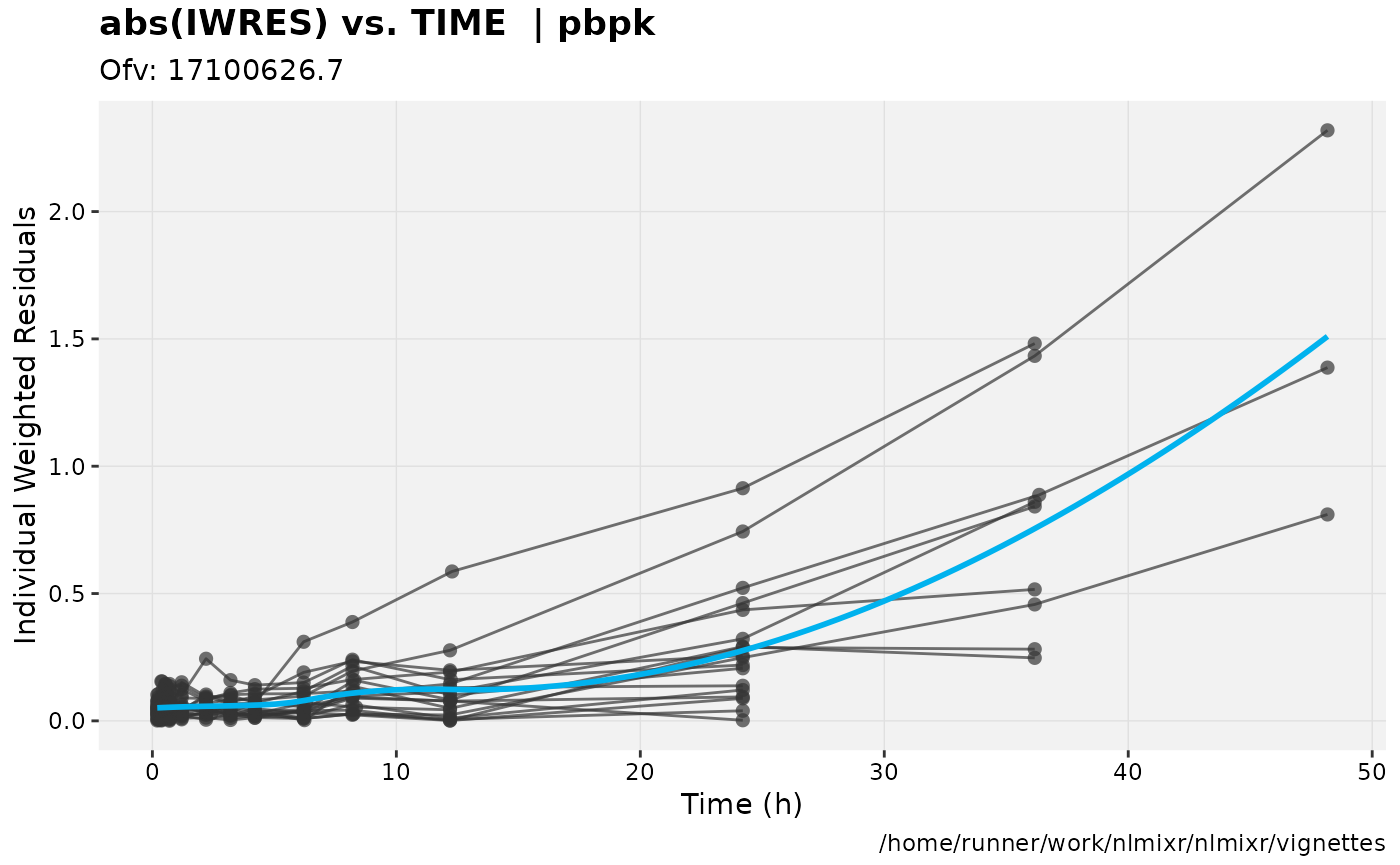 abs(IWRES) vs. TIME  | pbpk
Ofv: 17100626.7
Individual Weighted Residuals
2.0
1.5
1.0
0.5
0.0
0
10
20
30
40
50
Time (h)
/home/runner/work/nlmixr/nlmixr/vignettes